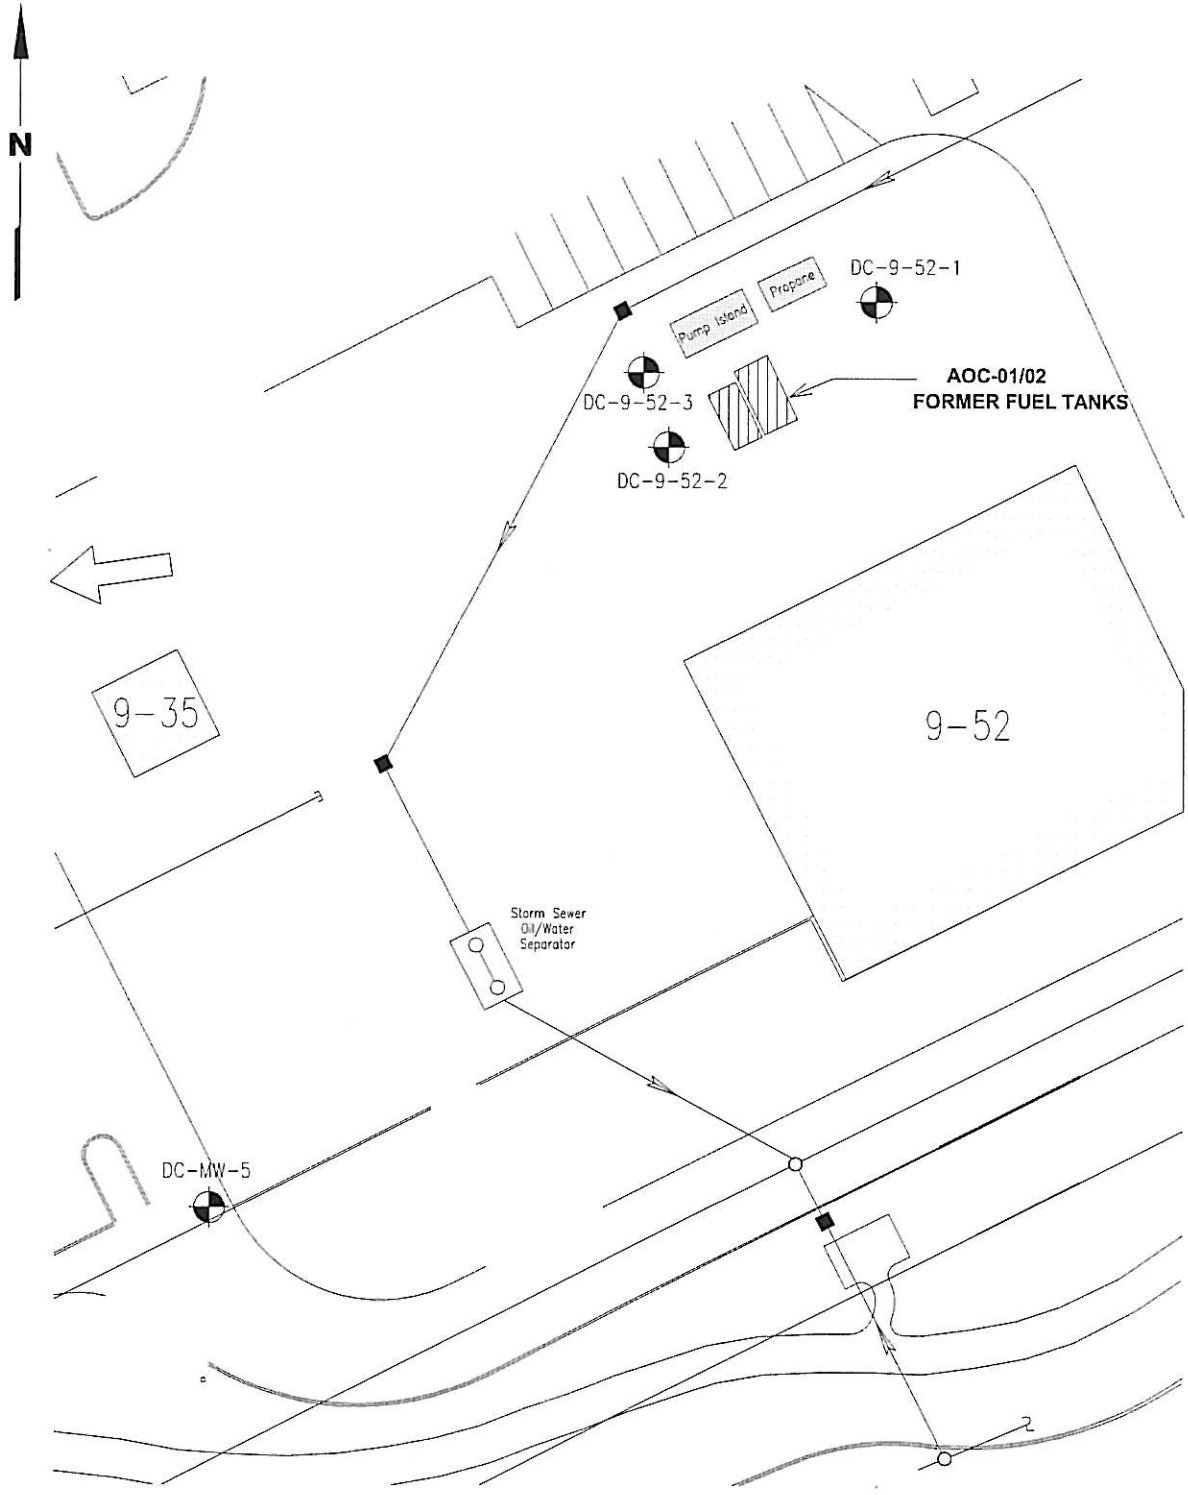 N
DC-9-52-1
Propane
Pump Island
DC-9-52-3
AOC-01/02
FORMER FUEL TANKS
DC-9-52-2
9-35
9-52
Storm Sewer
Oil/Water
Separator
DC-MW-5